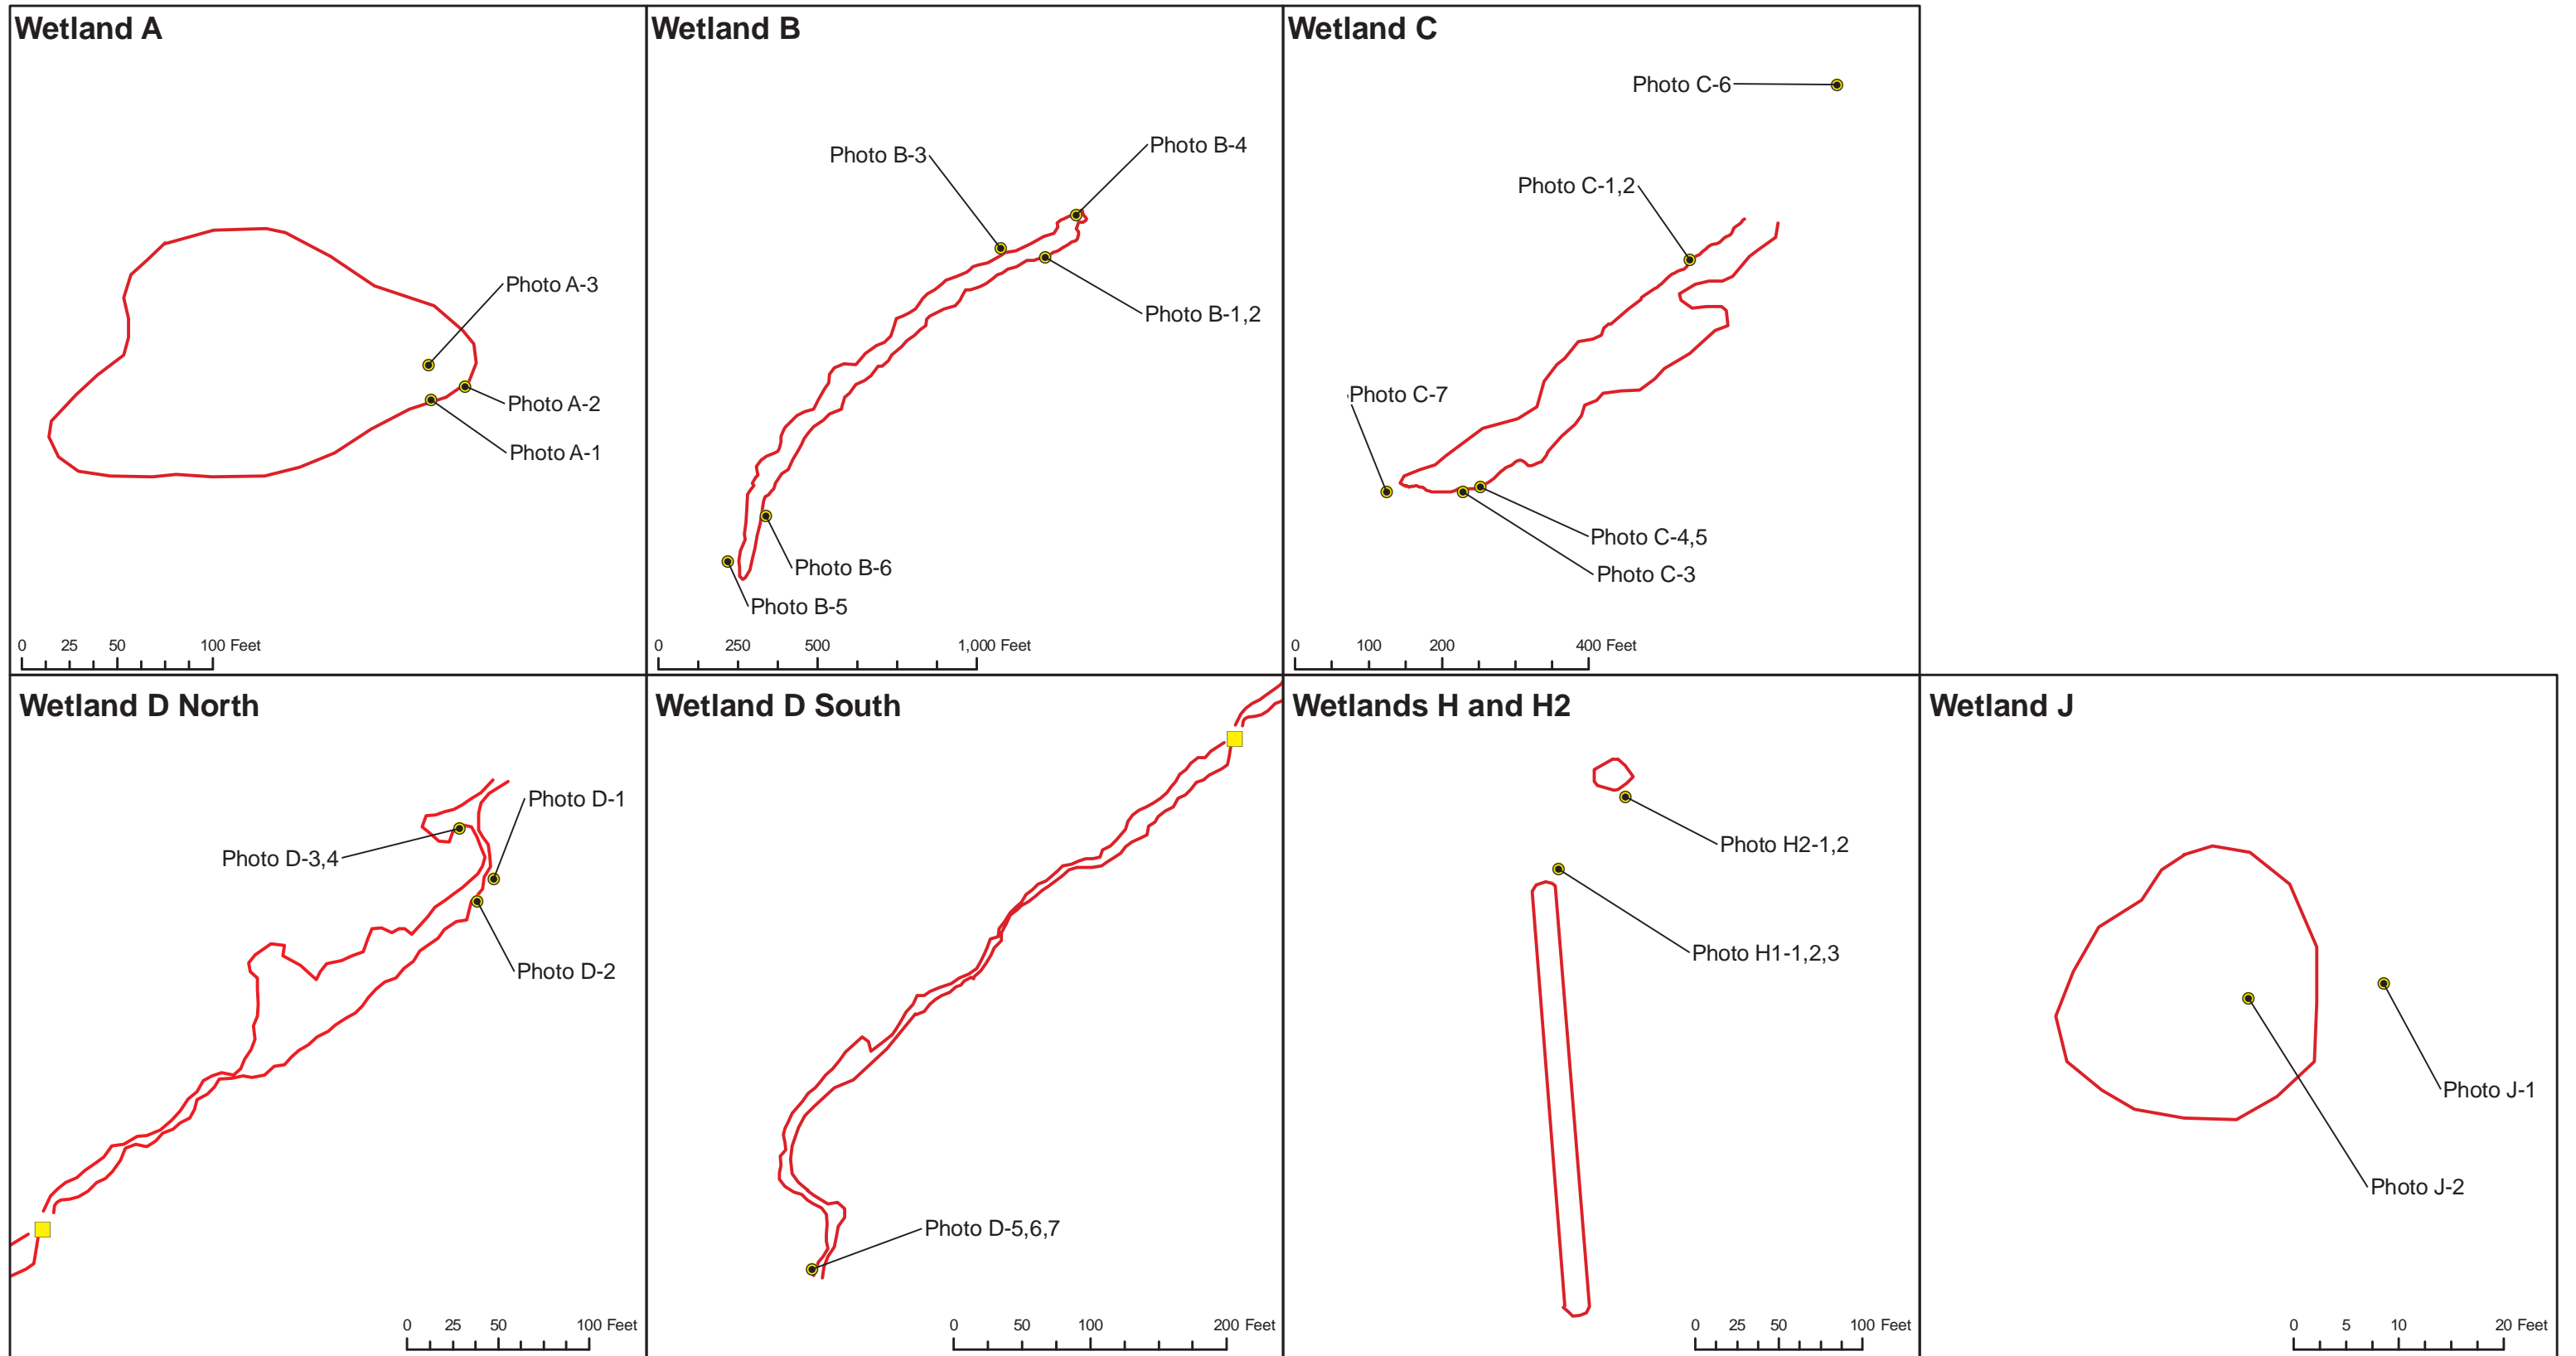 Wetland A
Photo A-3
Photo A-2
Photo A-1
0 25 50 100 Feet
Wetland B
Photo B-4
Photo B-3
Photo B-1,2
Photo B-6
Photo B-5
0 250 500 1,000 Feet
Wetland C
Photo C-6
Photo C-1,2
Photo C-7
Photo C-4,5
Photo C-3
0 100 200 400 Feet
Wetland D North
Photo D-1
Photo D-3,4
Photo D-2
0 25 50 100 Feet
Wetland D South
Photo D-5,6,7
0 50 100 200 Feet
Wetlands H and H2
Photo H2-1,2
Photo H1-1,2,3
0 25 50 100 Feet
Wetland J
Photo J-1
Photo J-2
0 5 10 20 Feet